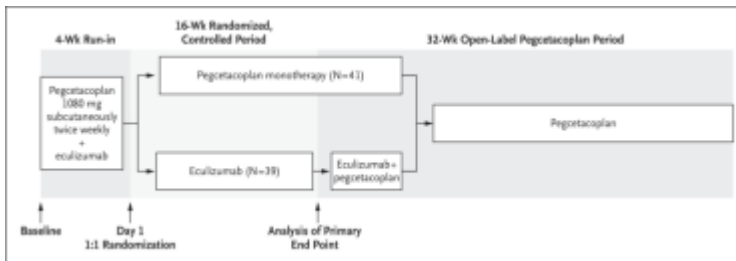 4-Wk Run-in
16-Wk Randomized,
Controlled Period
32-Wk Open-Label Pegcetacoplan Period
Pegcetacoplan
1080 mg
subcutaneously
twice weekly
+
eculizumab
Pegcetacoplan monotherapy (N=41)
Eculizumab (N=39)
Eculizumab+
pegcetacoplan
Pegcetacoplan
Baseline
Day 1
1:1 Randomization
Analysis of Primary
End Point